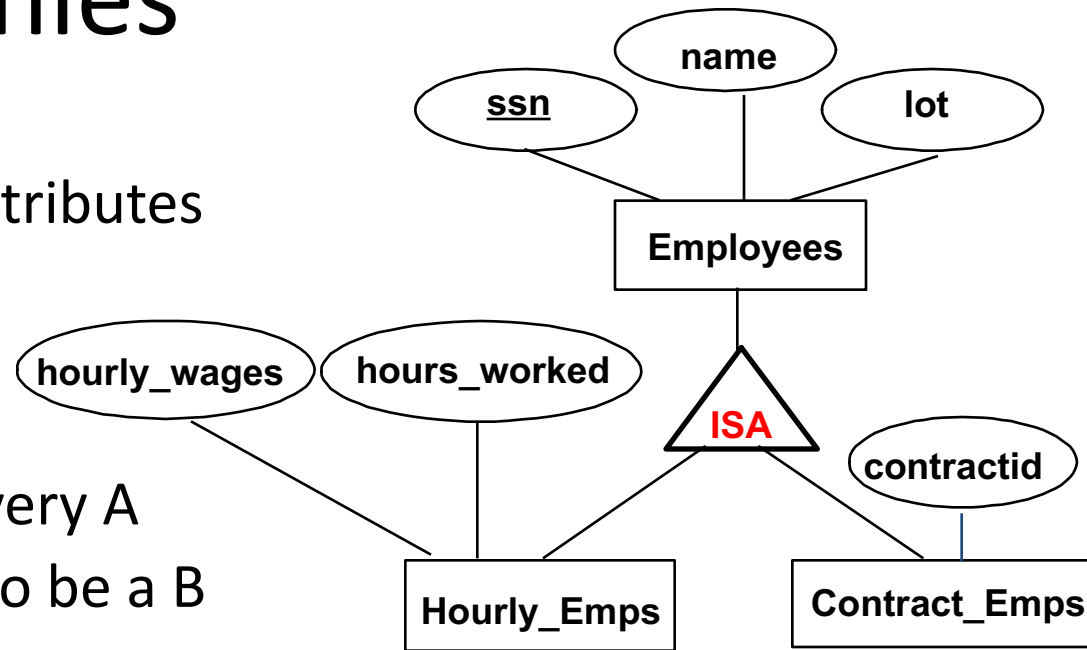 nies
name
ssn
lot
tributes
Employees
hourly_wages
hours_worked
ISA
contractid
very A
o be a B
Hourly_Emps
Contract_Emps